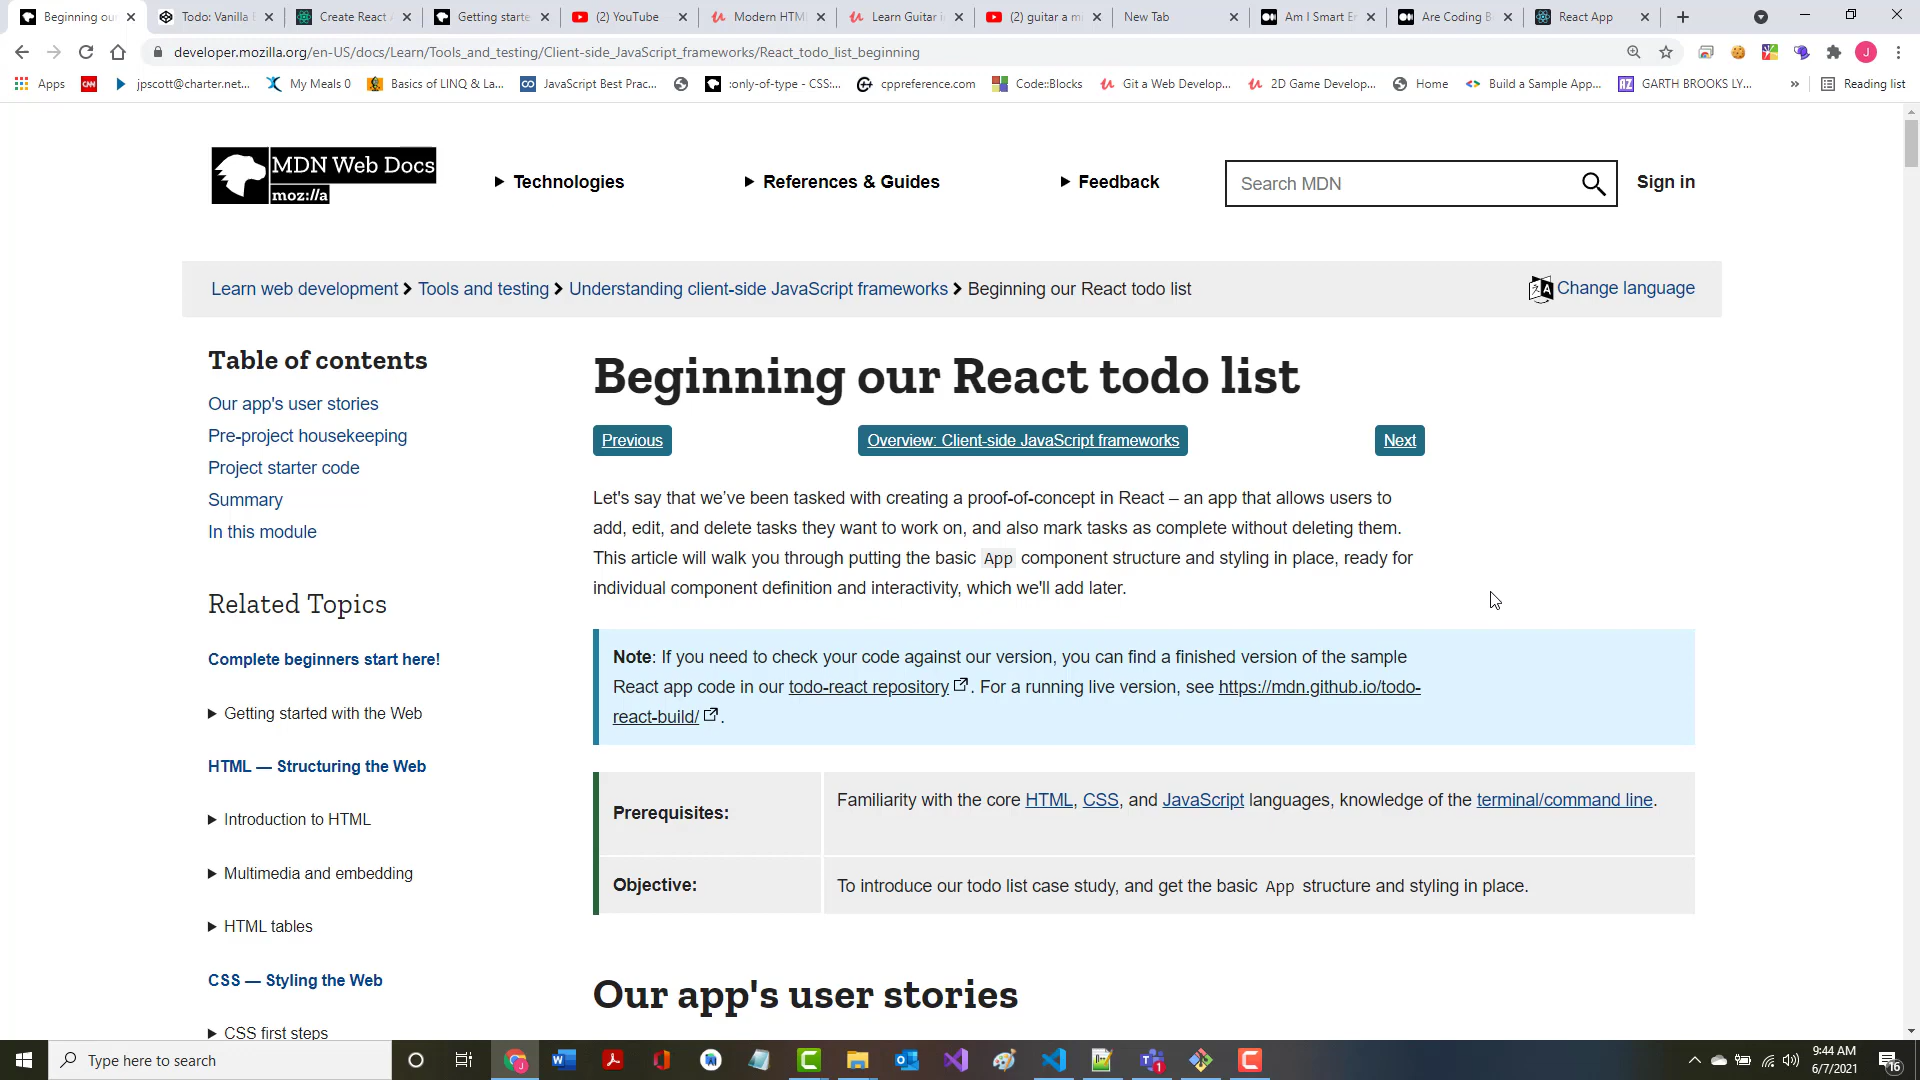 Beginning ou
Todo: Vanilla
Create React
Getting starte
(2) YouTube
Modern HTM
Learn Guitar i
(2) guitar a m
New Tab
Am I Smart E
Are Coding B
React App
developer.mozilla.org/en-US/docs/Learn/Tools_and_testing/Client-side_JavaScript_frameworks/React_todo_list_beginning
J
Apps
CNN
jpscott@charter.net...
My Meals 0
Basics of LINQ & La...
JavaScript Best Prac...
:only-of-type - CSS:...
cppreference.com
Code::Blocks
Git a Web Develop...
2D Game Develop...
Home
Build a Sample App...
AZ
GARTH BROOKS LY...
»
Reading list
MDN Web Docs
moz://a
Technologies
References & Guides
Feedback
Search MDN
Sign in
Learn web development > Tools and testing > Understanding client-side JavaScript frameworks > Beginning our React todo list
Change language
Table of contents
Our app's user stories
Pre-project housekeeping
Project starter code
Summary
In this module
Related Topics
Complete beginners start here!
Getting started with the Web
HTML — Structuring the Web
Introduction to HTML
Multimedia and embedding
HTML tables
CSS — Styling the Web
CSS first steps
Beginning our React todo list
Previous
Overview: Client-side JavaScript frameworks
Next
Let's say that we’ve been tasked with creating a proof-of-concept in React – an app that allows users to
add, edit, and delete tasks they want to work on, and also mark tasks as complete without deleting them.
This article will walk you through putting the basic App component structure and styling in place, ready for
individual component definition and interactivity, which we'll add later.
Note: If you need to check your code against our version, you can find a finished version of the sample
React app code in our todo-react repository. For a running live version, see https://mdn.github.io/todo-
react-build/.
Prerequisites:
Familiarity with the core HTML, CSS, and JavaScript languages, knowledge of the terminal/command line.
Objective:
To introduce our todo list case study, and get the basic App structure and styling in place.
Our app's user stories
Type here to search
9:44 AM
6/7/2021
16